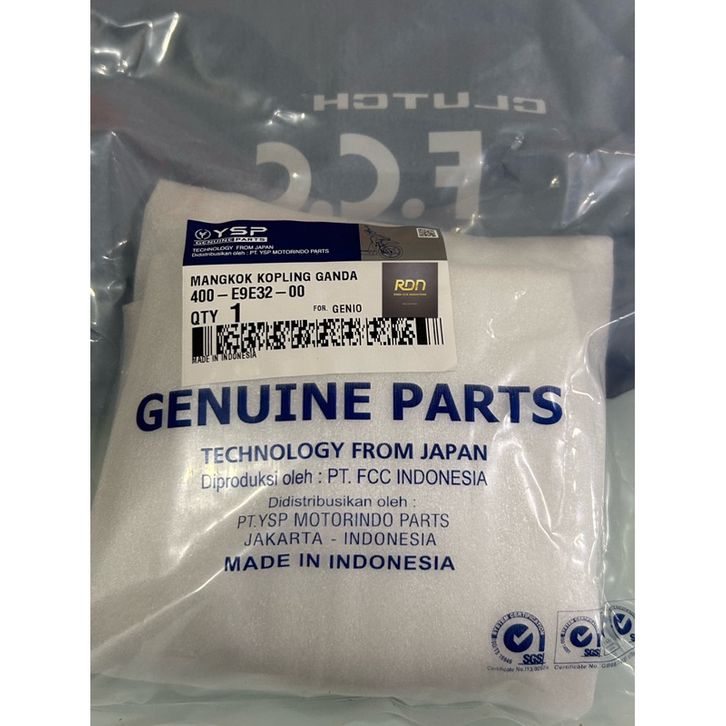 CLUTCH
F.C.C
YSP
GENUINE PARTS
TECHNOLOGY FROM JAPAN
Didistribusikan oleh : PT. YSP MOTORINDO PARTS
MANGKOK KOPLING GANDA
400-E9E32-00
QTY 1 FOR GENIO
RDN
MADE IN INDONESIA
GENUINE PARTS
TECHNOLOGY FROM JAPAN
Diproduksi oleh : PT. FCC INDONESIA
Didistribusikan oleh :
PT.YSP MOTORINDO PARTS
JAKARTA - INDONESIA
MADE IN INDONESIA
SYSTEM CERTIFICATION
SGS
SGS